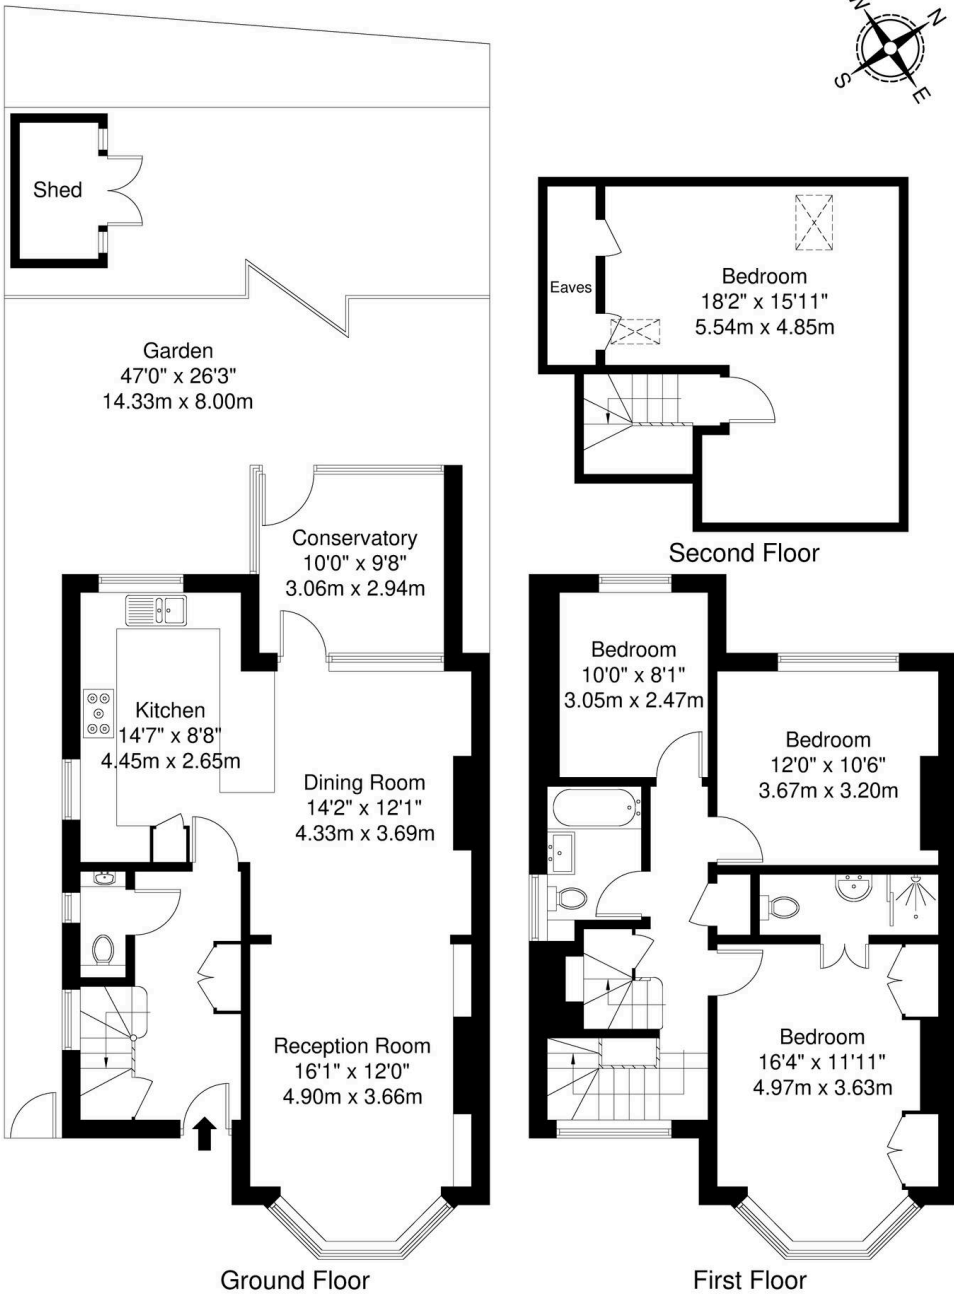 N
W
S
E
Shed
Garden
47'0" x 26'3"
14.33m x 8.00m
Eaves
Bedroom
18'2" x 15'11"
5.54m x 4.85m
Second Floor
Conservatory
10'0" x 9'8"
3.06m x 2.94m
Kitchen
14'7" x 8'8"
4.45m x 2.65m
Dining Room
14'2" x 12'1"
4.33m x 3.69m
Reception Room
16'1" x 12'0"
4.90m x 3.66m
Ground Floor
Bedroom
10'0" x 8'1"
3.05m x 2.47m
Bedroom
12'0" x 10'6"
3.67m x 3.20m
Bedroom
16'4" x 11'11"
4.97m x 3.63m
First Floor